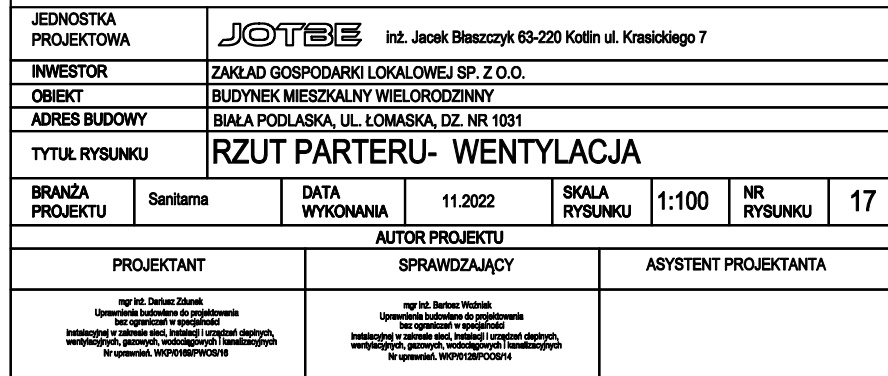 JEDNOSTKA
PROJEKTOWA
JOTBE inż. Jacek Błaszczyk 63-220 Kotlin ul. Krasickiego 7
INWESTOR ZAKŁAD GOSPODARKI LOKALOWEJ SP. Z O.O.
OBIEKT BUDYNEK MIESZKALNY WIELORODZINNY
ADRES BUDOWY BIAŁA PODLASKA, UL. ŁOMASKA, DZ. NR 1031
TYTUŁ RYSUNKU RZUT PARTERU- WENTYLACJA
BRANŻA
PROJEKTU
Sanitarna
DATA
WYKONANIA
11.2022
SKALA
RYSUNKU
1:100
NR
RYSUNKU
17
AUTOR PROJEKTU
PROJEKTANT
mgr inż. Dariusz Zdunek
Uprawnienia budowlane do projektowania
bez ograniczeń w specjalności
instalacyjnej w zakresie sieci, instalacji i urządzeń cieplnych,
wentylacyjnych, gazowych, wodociągowych i kanalizacyjnych
Nr uprawnień. WKP/0169/PWOS/16
SPRAWDZAJĄCY
mgr inż. Bartosz Woźniak
Uprawnienia budowlane do projektowania
bez ograniczeń w specjalności
instalacyjnej w zakresie sieci, instalacji i urządzeń cieplnych,
wentylacyjnych, gazowych, wodociągowych i kanalizacyjnych
Nr uprawnień. WKP/0126/POOS/14
ASYSTENT PROJEKTANTA